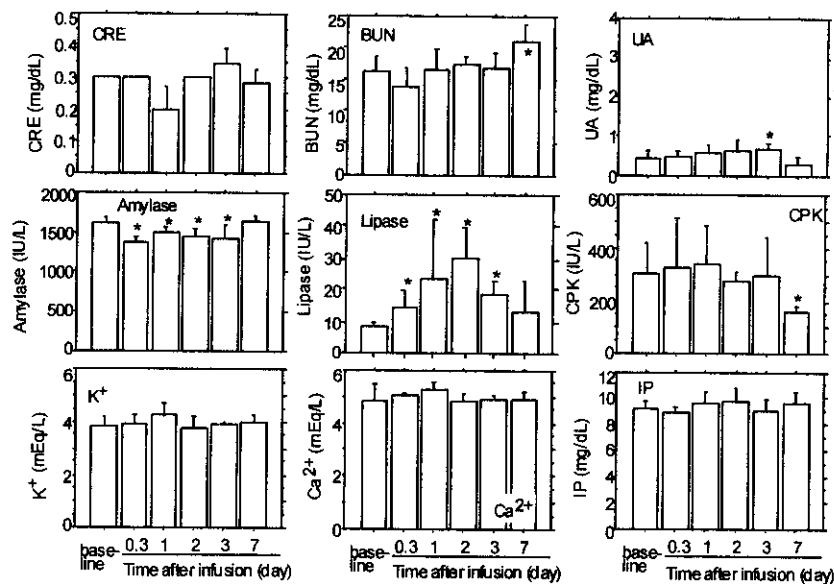 CRE
CRE (mg/dL)
0.5
0.4
0.3
0.2
0.1
0
BUN
BUN (mg/dL)
25
20
15
10
5
0
*
UA
UA (mg/dL)
4
3
2
1
0
*
Amylase
Amylase (IU/L)
2000
1500
1000
500
0
* * * *
Lipase
Lipase (IU/L)
50
40
30
20
10
0
* * * *
CPK
CPK (IU/L)
600
400
200
0
*
K+
K+ (mEq/L)
6
4
2
0
Ca2+
Ca2+ (mEq/L)
6
4
2
0
IP
IP (mg/dL)
12
10
8
6
4
2
0
base-
line
0.3 1 2 3 7
Time after infusion (day)
base-
line
0.3 1 2 3 7
Time after infusion (day)
base-
line
0.3 1 2 3 7
Time after infusion (day)